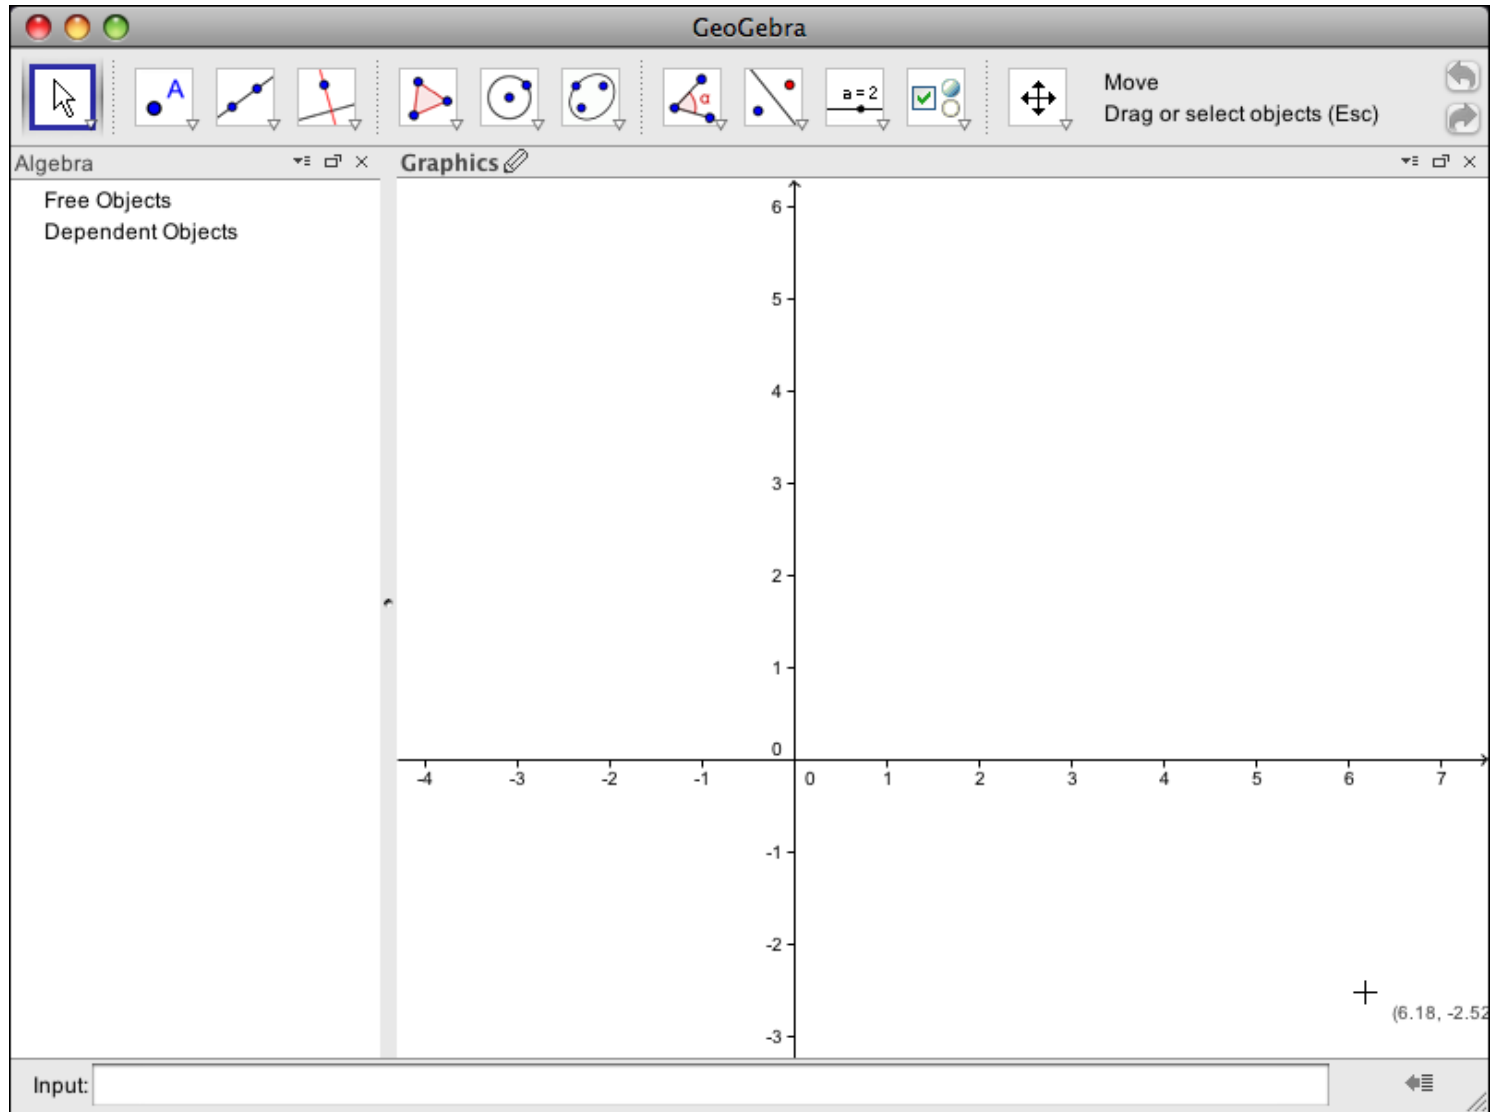 GeoGebra
A
α
a = 2
Move
Drag or select objects (Esc)
Algebra
Graphics
Free Objects
Dependent Objects
6
5
4
3
2
1
0
-4 -3 -2 -1 0 1 2 3 4 5 6 7
-1
-2
-3
(6.18, -2.52
Input: